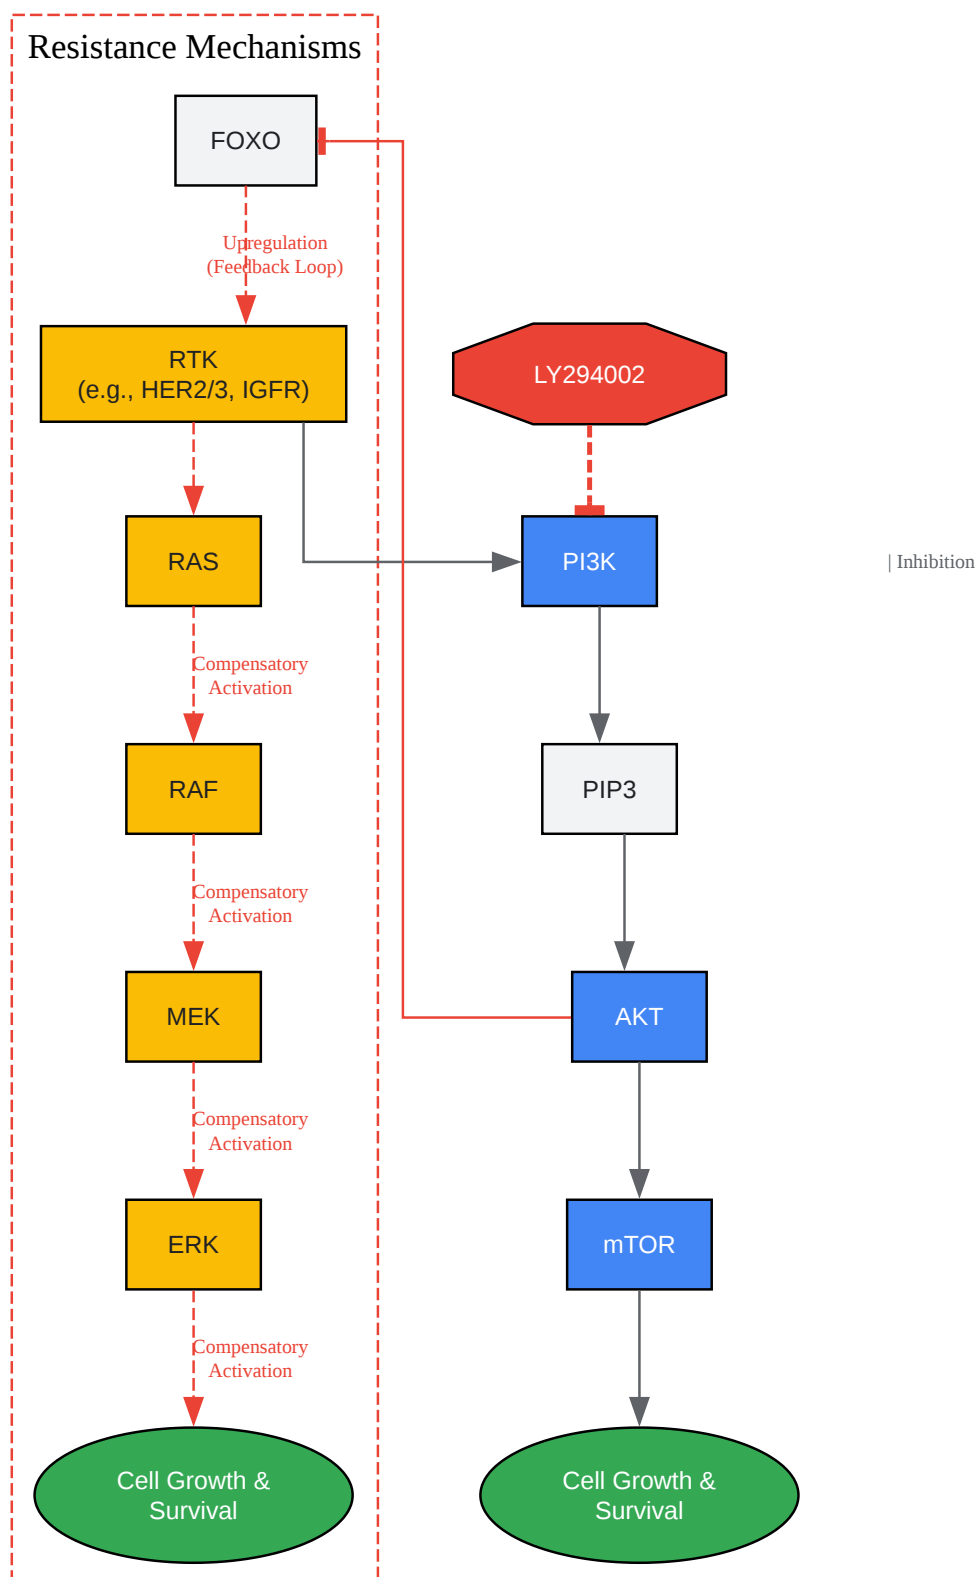 Resistance Mechanisms
FOXO
Upregulation
(Feedback Loop)
RTK
(e.g., HER2/3, IGFR)
LY294002
RAS
PI3K
| Inhibition
Compensatory
Activation
RAF
PIP3
Compensatory
Activation
MEK
AKT
Compensatory
Activation
ERK
mTOR
Compensatory
Activation
Cell Growth &
Survival
Cell Growth &
Survival